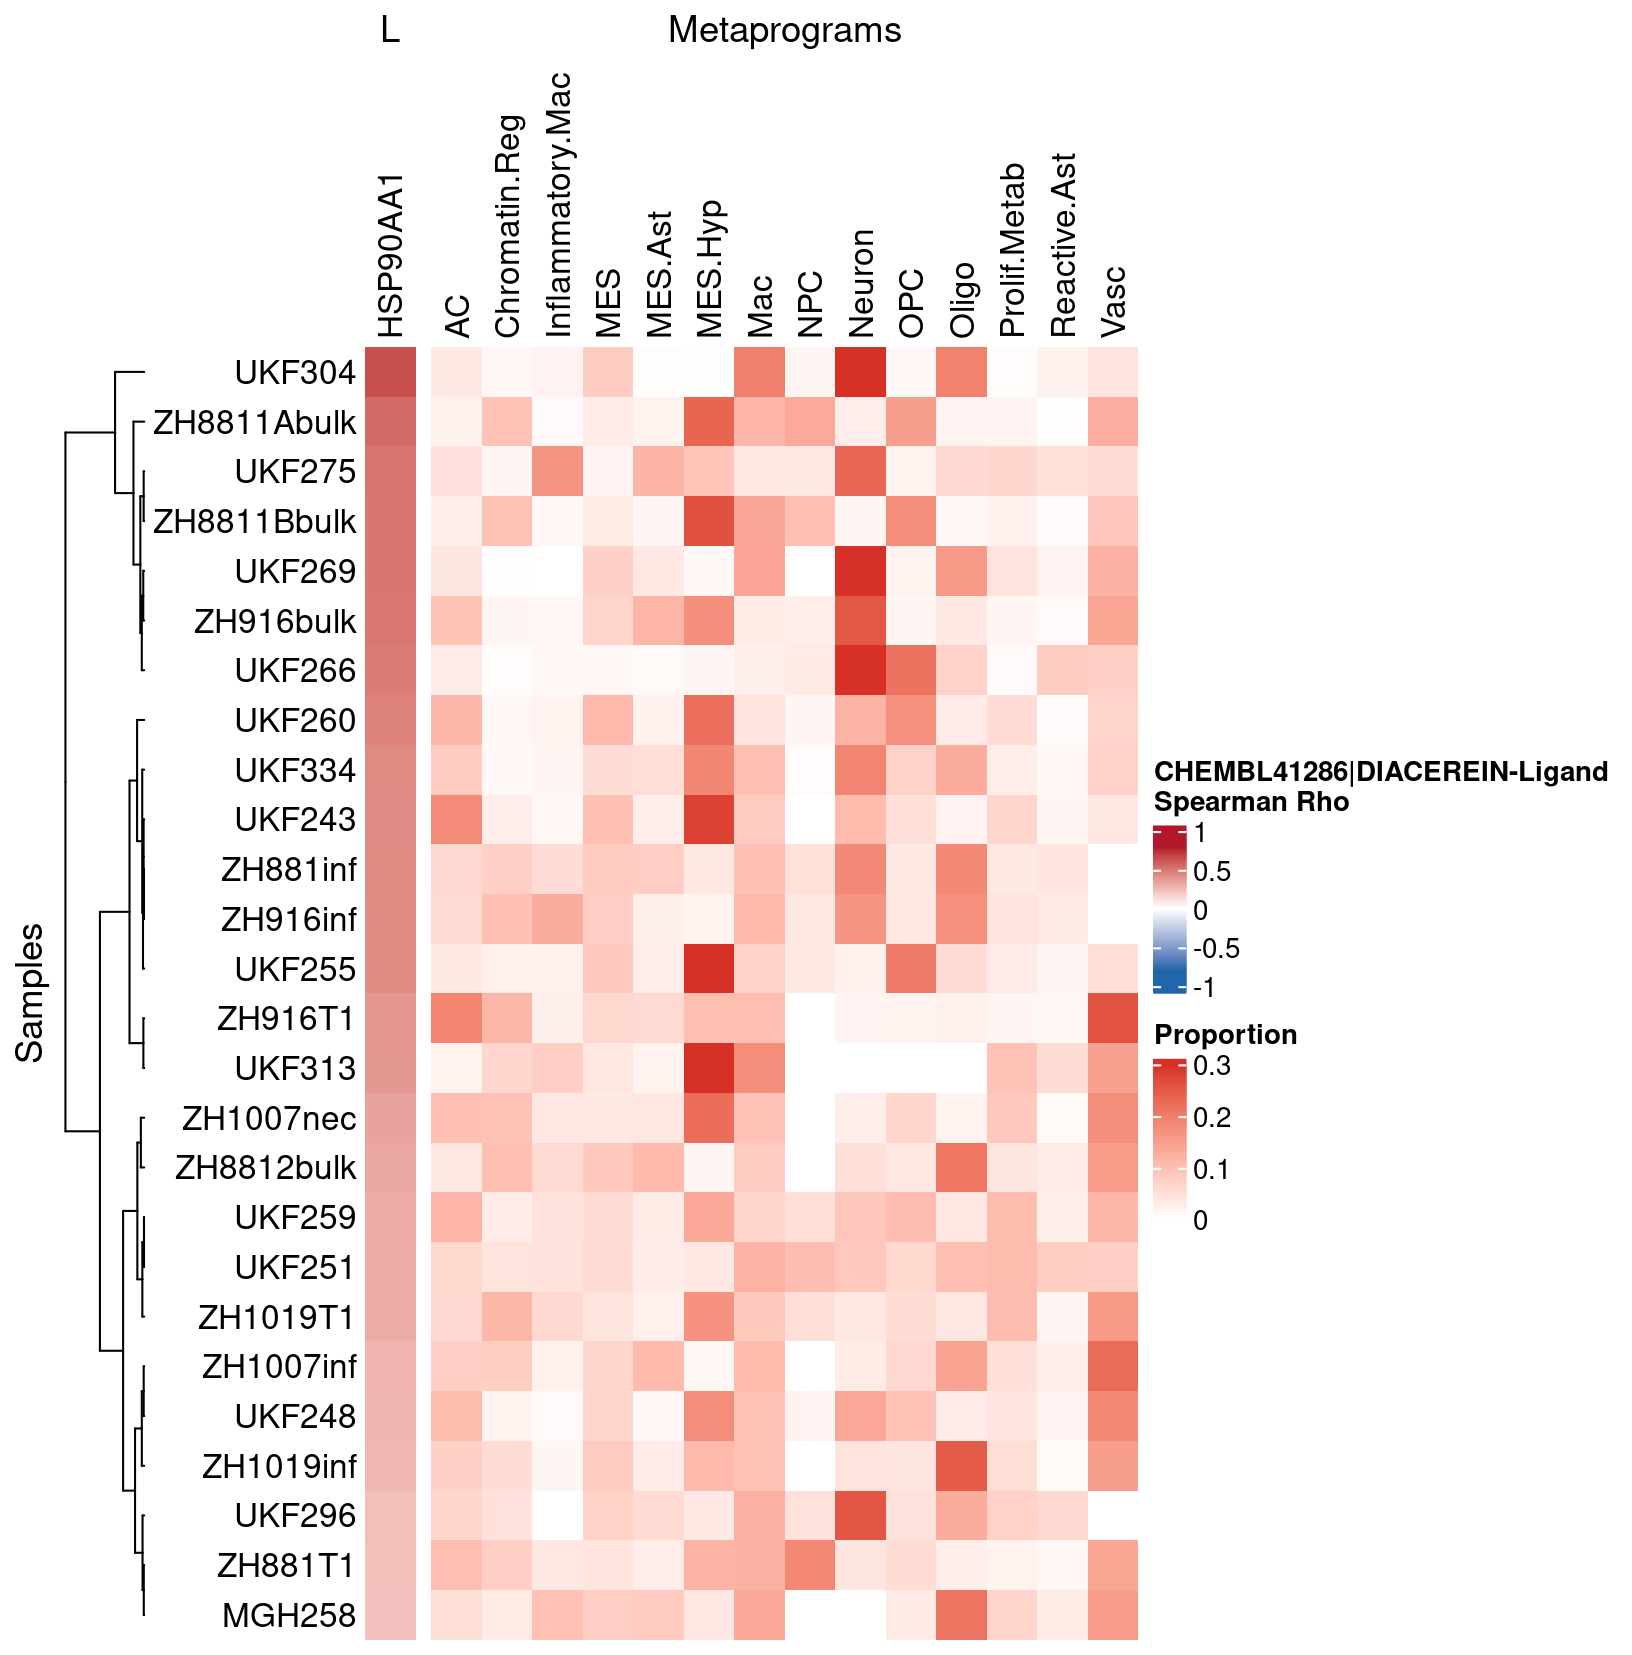 L
Metaprograms
HSP90AA1
AC
Chromatin.Reg
Inflammatory.Mac
MES
MES.Ast
MES.Hyp
Mac
NPC
Neuron
OPC
Oligo
Prolif.Metab
Reactive.Ast
Vasc
Samples
UKF304
ZH8811Abulk
UKF275
ZH8811Bbulk
UKF269
ZH916bulk
UKF266
UKF260
UKF334
UKF243
ZH881inf
ZH916inf
UKF255
ZH916T1
UKF313
ZH1007nec
ZH8812bulk
UKF259
UKF251
ZH1019T1
ZH1007inf
UKF248
ZH1019inf
UKF296
ZH881T1
MGH258
CHEMBL41286|DIACEREIN-Ligand
Spearman Rho
1
0.5
0
-0.5
-1
Proportion
0.3
0.2
0.1
0